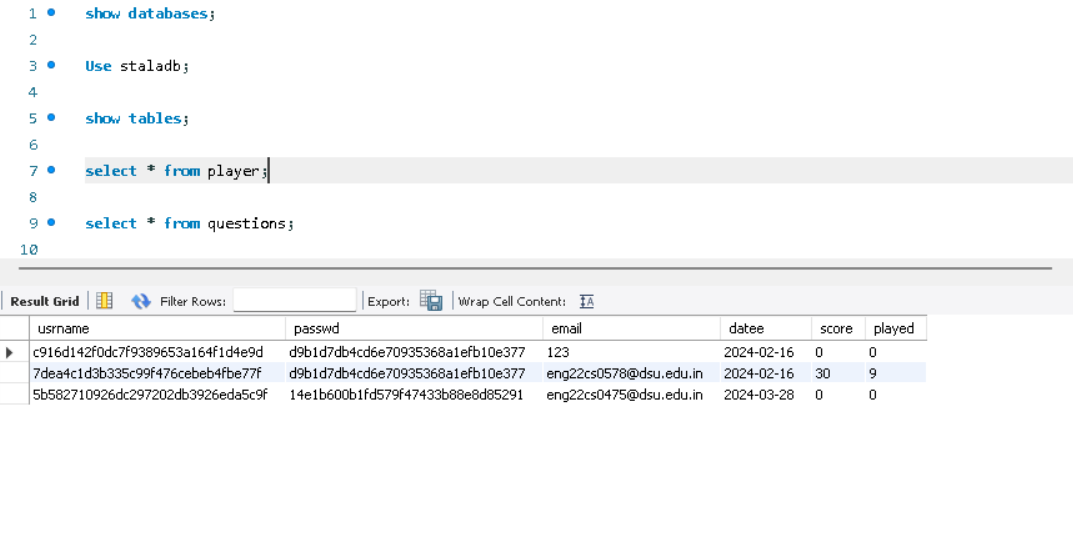 1 show databases;
2
3 Use staladb;
4
5 show tables;
6
7 select * from player;
8
9 select * from questions;
10
Result Grid Filter Rows: Export: Wrap Cell Content: IA
usrname passwd email datee score played
c916d142f0dc7f9389653a164f1d4e9d d9b1d7db4cd6e70935368a1efb10e377 123 2024-02-16 0 0
7dea4c1d3b335c99f476cebeb4fbe77f d9b1d7db4cd6e70935368a1efb10e377 eng22cs0578@dsu.edu.in 2024-02-16 30 9
5b582710926dc297202db3926eda5c9f 14e1b600b1fd579f47433b88e8d85291 eng22cs0475@dsu.edu.in 2024-03-28 0 0